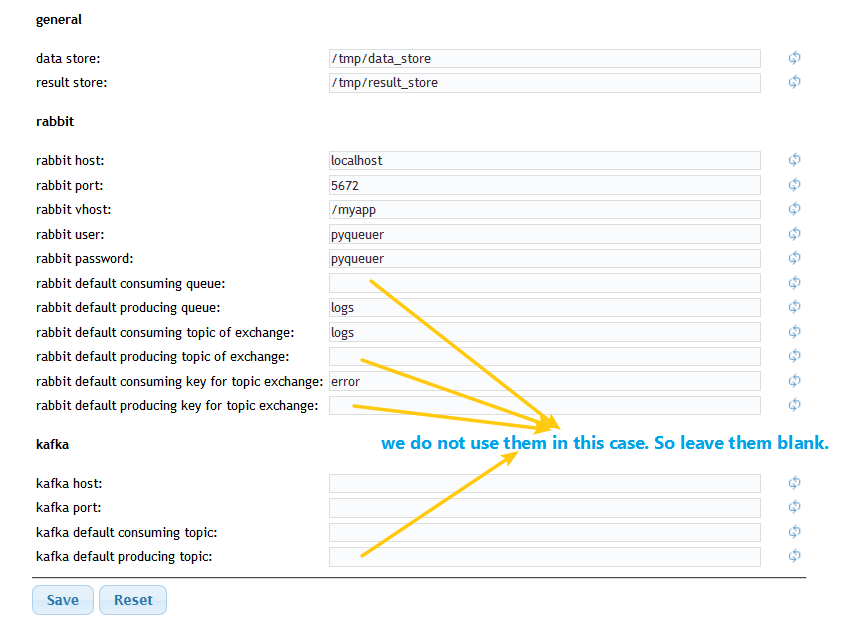 general
data store: /tmp/data_store
result store: /tmp/result_store
rabbit
rabbit host: localhost
rabbit port: 5672
rabbit vhost: /myapp
rabbit user: pyqueuer
rabbit password: pyqueuer
rabbit default consuming queue:
rabbit default producing queue: logs
rabbit default consuming topic of exchange: logs
rabbit default producing topic of exchange:
rabbit default consuming key for topic exchange: error
rabbit default producing key for topic exchange:
kafka
we do not use them in this case. So leave them blank.
kafka host:
kafka port:
kafka default consuming topic:
kafka default producing topic:
Save Reset